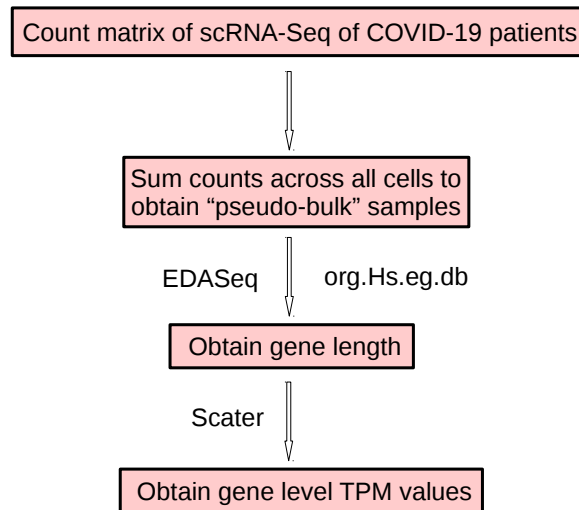 Count matrix of scRNA-Seq of COVID-19 patients
Sum counts across all cells to
obtain “pseudo-bulk” samples
EDASeq org.Hs.eg.db
Obtain gene length
Scater
Obtain gene level TPM values